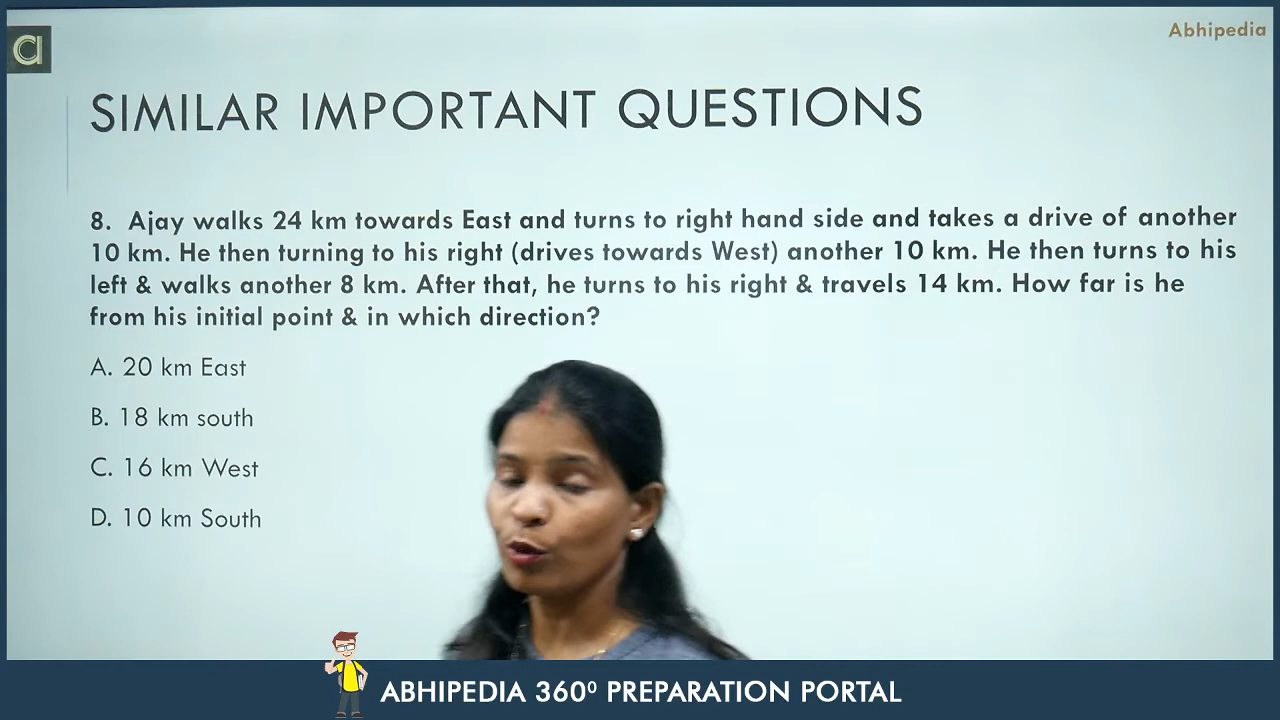 Abhipedia
a
SIMILAR IMPORTANT QUESTIONS
8. Ajay walks 24 km towards East and turns to right hand side and takes a drive of another
10 km. He then turning to his right (drives towards West) another 10 km. He then turns to his
left & walks another 8 km. After that, he turns to his right & travels 14 km. How far is he
from his initial point & in which direction?
A. 20 km East
B. 18 km south
C. 16 km West
D. 10 km South
ABHIPEDIA 360⁰ PREPARATION PORTAL